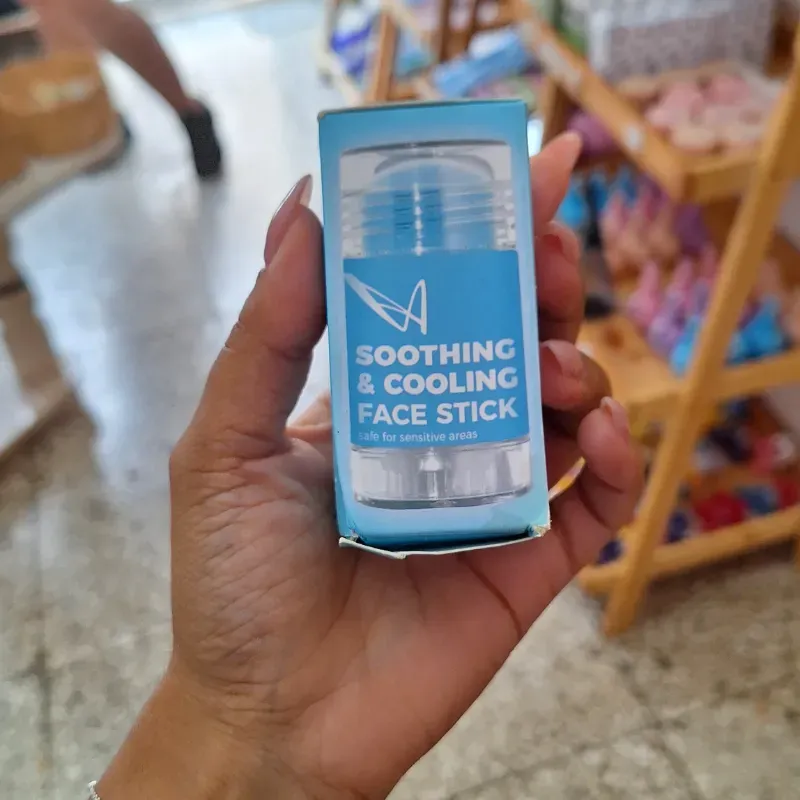 SOOTHING
& COOLING
FACE STICK
safe for sensitive areas